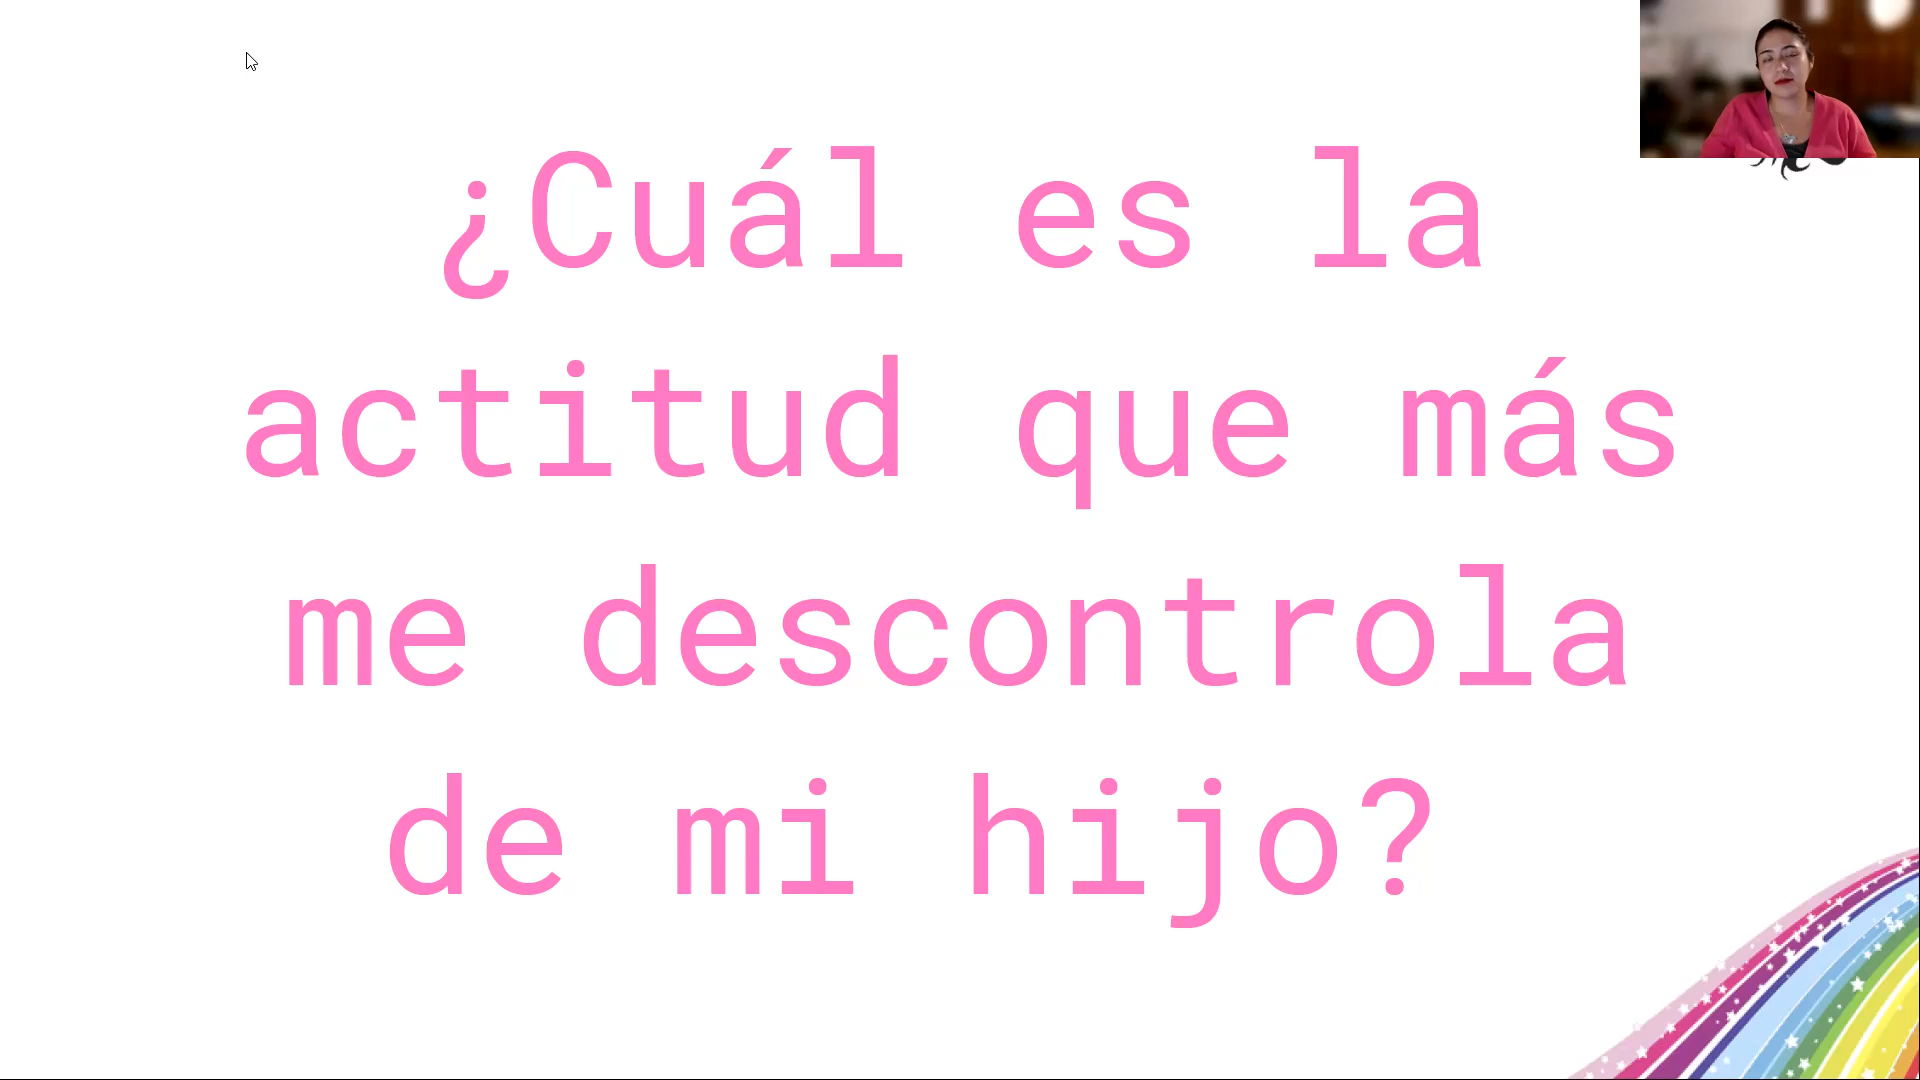 ¿Cuál es la
actitud que más
me descontrola
de mi hijo?